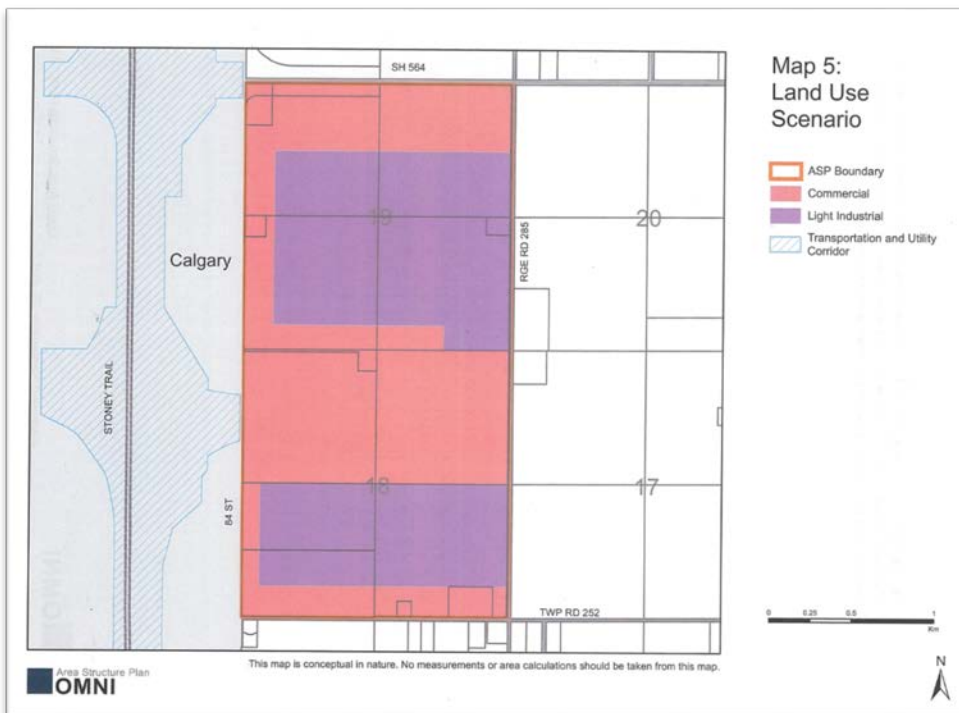 SH 564
Map 5:
Land Use
Scenario
ASP Boundary
Commercial
Light Industrial
Transportation and Utility
Corridor
19
20
RGE RD 285
Calgary
STONEY TRAIL
84 ST
18
17
TWP RD 252
0 0.25 0.5 1
Km
This map is conceptual in nature. No measurements or area calculations should be taken from this map.
Area Structure Plan
OMNI
N